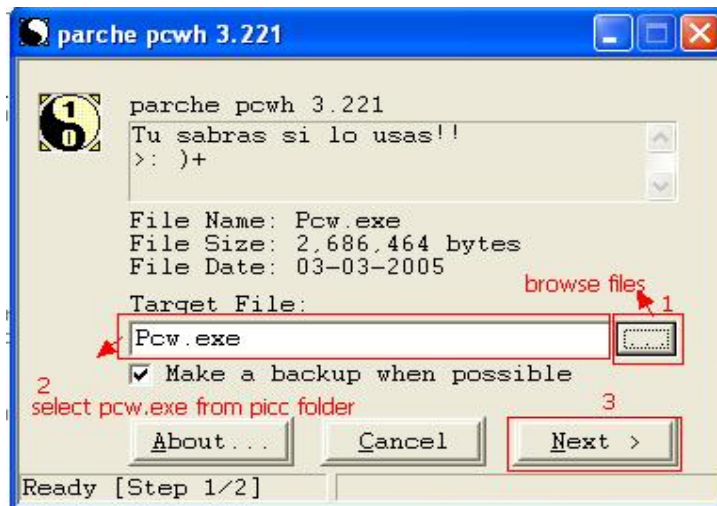 parche pcwh 3.221
parche pcwh 3.221
Tu sabras si lo usas!!
>: )+
File Name: Pcw.exe
File Size: 2,686,464 bytes
File Date: 03-03-2005
browse files
1
Target File:
Pcw.exe
...
Make a backup when possible
2
select pcw.exe from picc folder
3
About...
Cancel
Next >
Ready [Step 1/2]